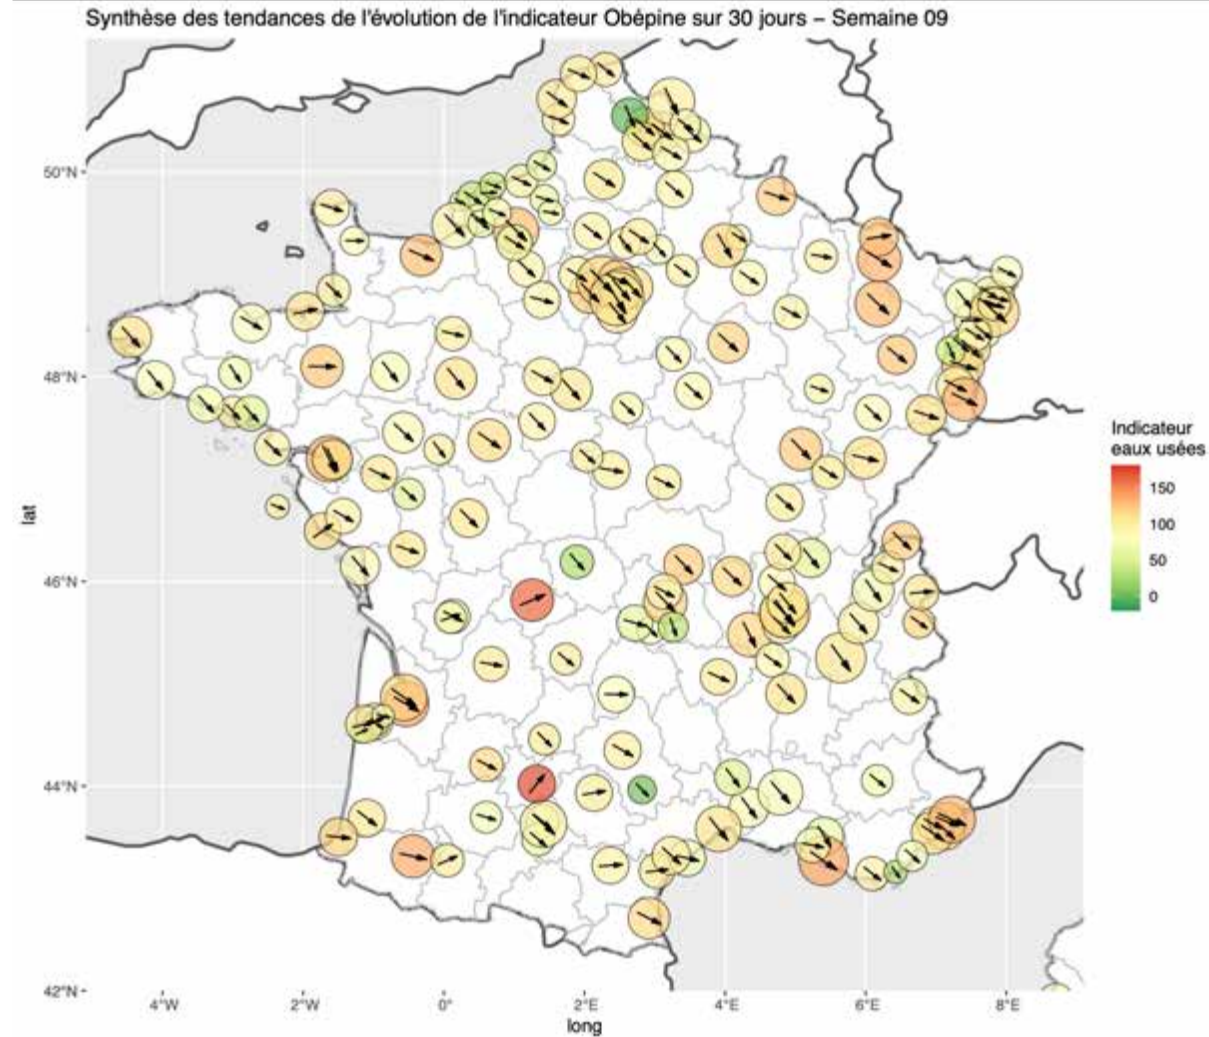 Synthèse des tendances de l'évolution de l'indicateur Obépine sur 30 jours – Semaine 09
50°N
48°N
46°N
44°N
42°N
lat
4°W
2°W
0°
2°E
4°E
6°E
8°E
long
Indicateur
eaux usées
150
100
50
0